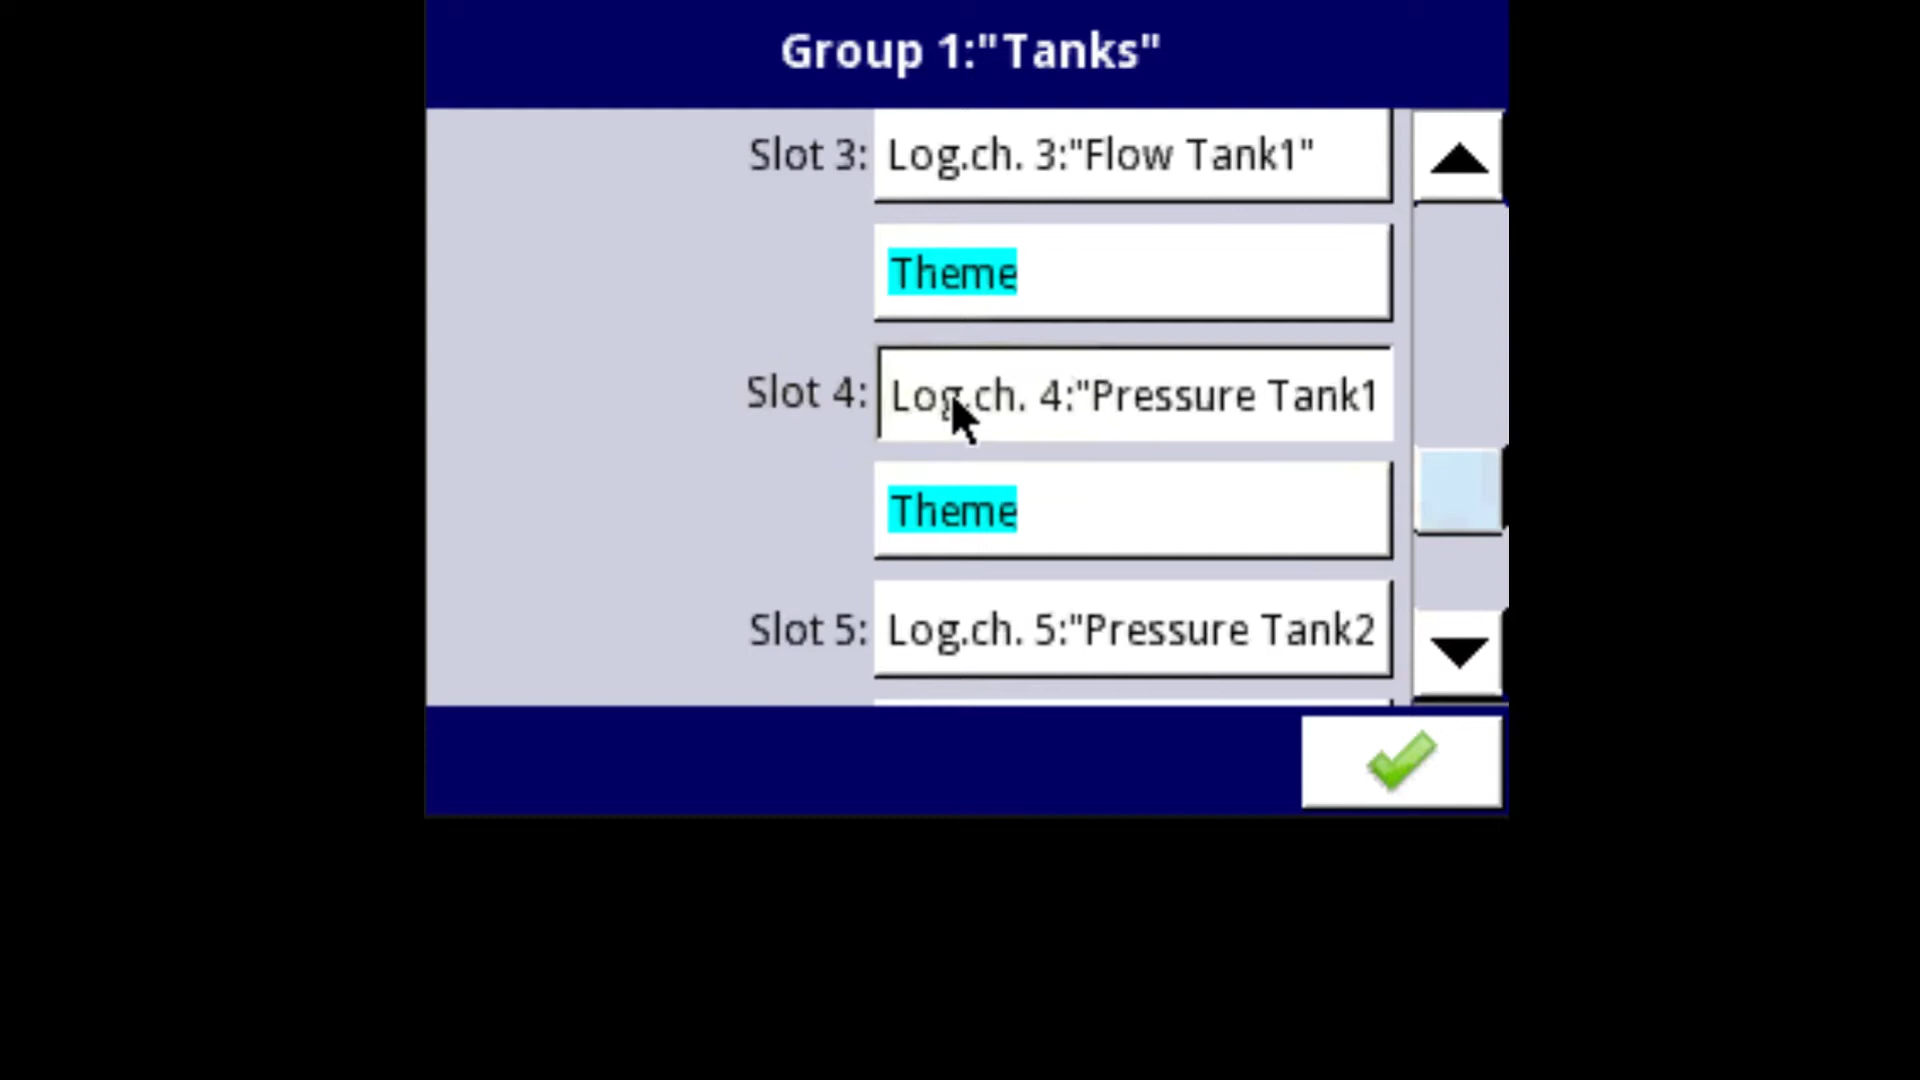 Group 1:"Tanks"
Slot 3: Log.ch. 3:"Flow Tank1"
Theme
Slot 4: Log.ch. 4:"Pressure Tank1
Theme
Slot 5: Log.ch. 5:"Pressure Tank2